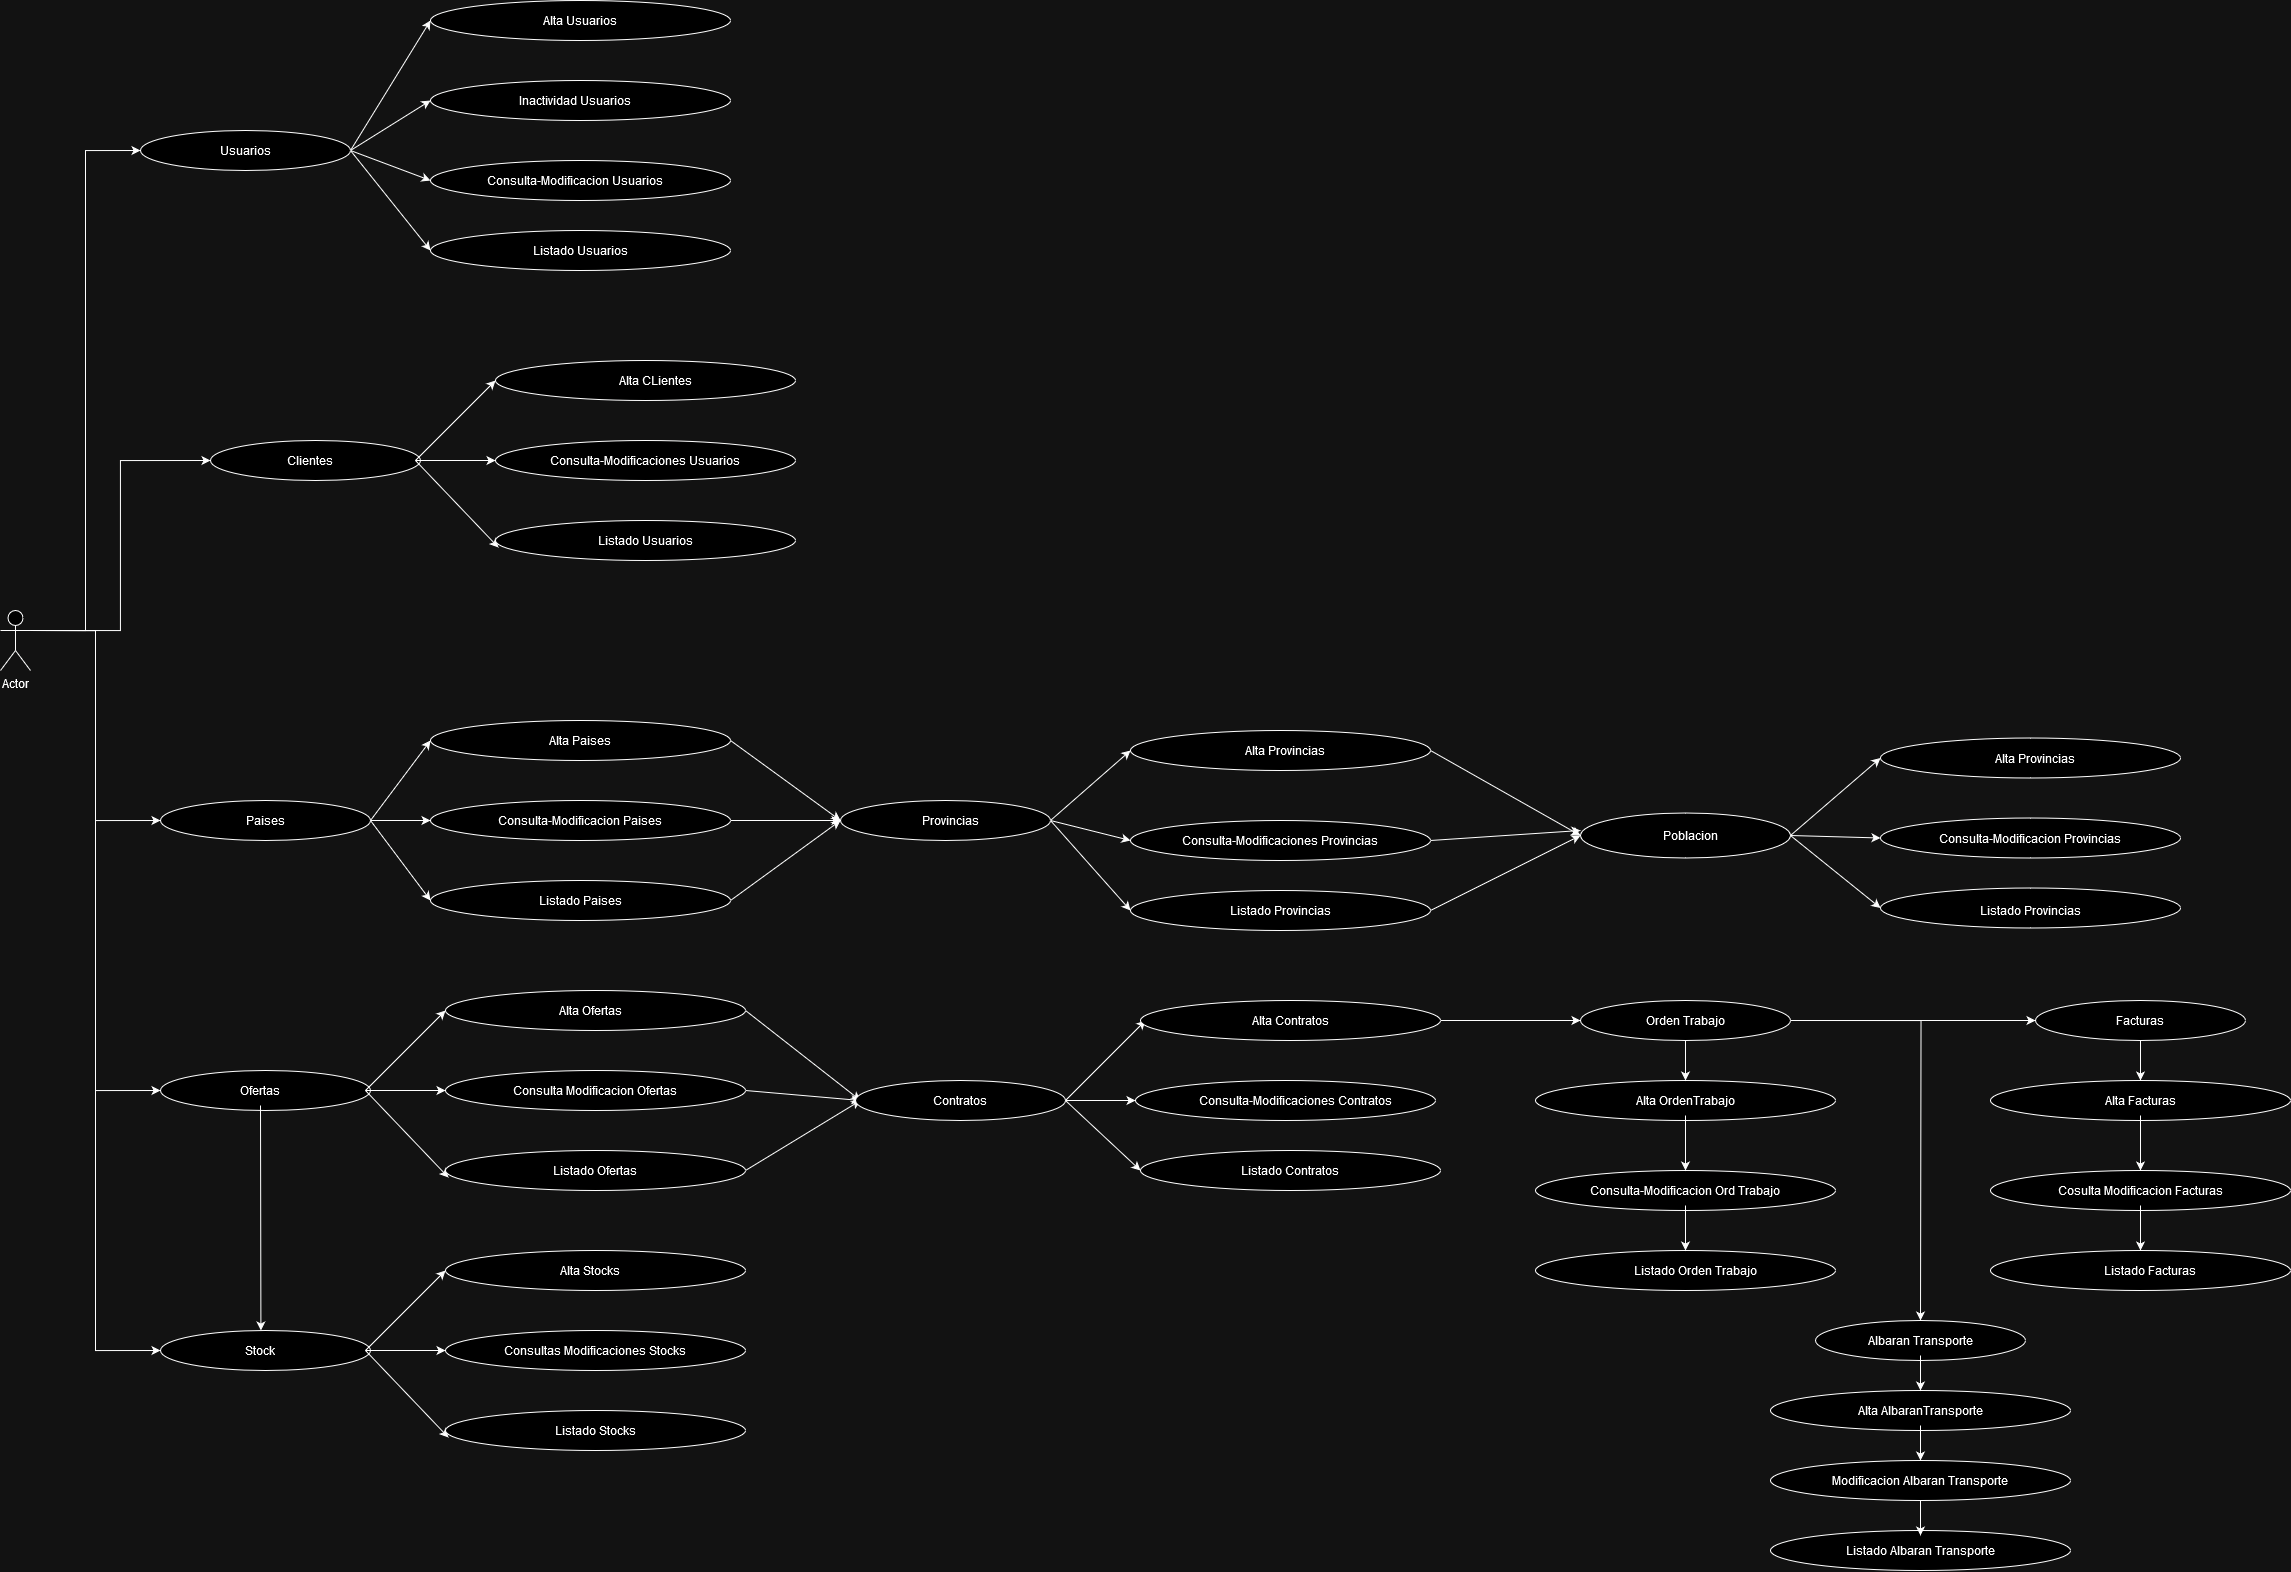 Alta Usuarios
Inactividad Usuarios
Usuarios
Consulta-Modificacion Usuarios
Listado Usuarios
Alta CLientes
Clientes
Consulta-Modificaciones Usuarios
Listado Usuarios
Actor
Alta Paises
Paises
Consulta-Modificacion Paises
Listado Paises
Provincias
Alta Provincias
Consulta-Modificaciones Provincias
Listado Provincias
Poblacion
Alta Provincias
Consulta-Modificacion Provincias
Listado Provincias
Alta Ofertas
Ofertas
Consulta Modificacion Ofertas
Listado Ofertas
Contratos
Alta Contratos
Consulta-Modificaciones Contratos
Listado Contratos
Orden Trabajo
Alta OrdenTrabajo
Consulta-Modificacion Ord Trabajo
Listado Orden Trabajo
Facturas
Alta Facturas
Cosulta Modificacion Facturas
Listado Facturas
Alta Stocks
Stock
Consultas Modificaciones Stocks
Listado Stocks
Albaran Transporte
Alta AlbaranTransporte
Modificacion Albaran Transporte
Listado Albaran Transporte